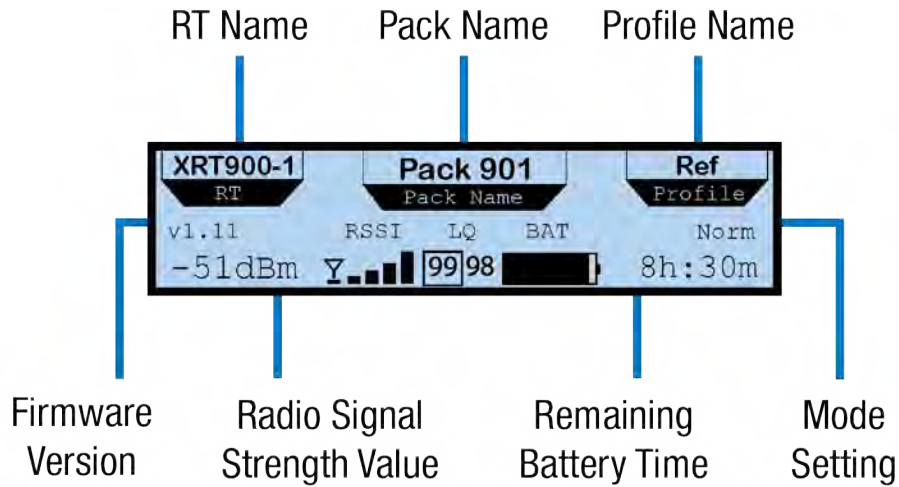 RT Name Pack Name Profile Name
XRT900-1 Pack 901 Ref
RT Pack Name Profile
v1.11 RSSI LQ BAT Norm
-51dBm 99 98 8h:30m
Firmware Radio Signal Remaining Mode
Version Strength Value Battery Time Setting